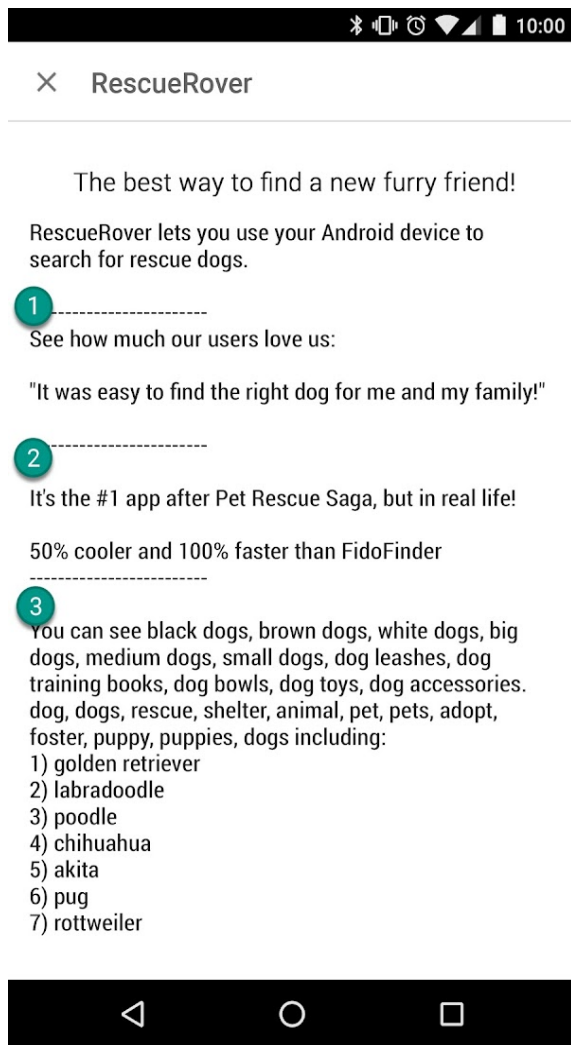 10:00
RescueRover
The best way to find a new furry friend!
RescueRover lets you use your Android device to
search for rescue dogs.
1
----------------------
See how much our users love us:
"It was easy to find the right dog for me and my family!"
----------------------
2
It's the #1 app after Pet Rescue Saga, but in real life!
50% cooler and 100% faster than FidoFinder
-------------------------
3
You can see black dogs, brown dogs, white dogs, big
dogs, medium dogs, small dogs, dog leashes, dog
training books, dog bowls, dog toys, dog accessories.
dog, dogs, rescue, shelter, animal, pet, pets, adopt,
foster, puppy, puppies, dogs including:
1) golden retriever
2) labradoodle
3) poodle
4) chihuahua
5) akita
6) pug
7) rottweiler